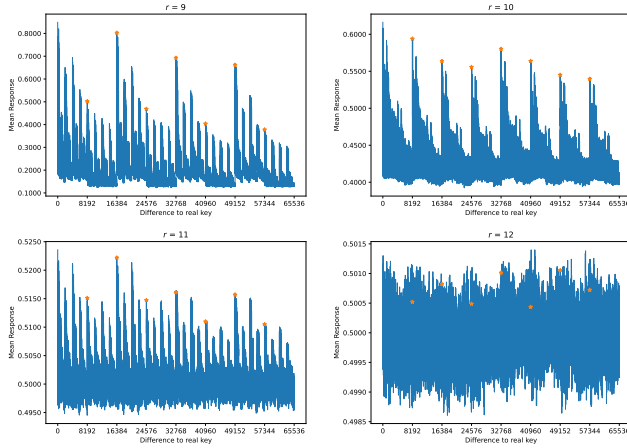 r = 9
Mean Response
0.8000
0.7000
0.6000
0.5000
0.4000
0.3000
0.2000
0.1000
0 8192 16384 24576 32768 40960 49152 57344 65536
Difference to real key
r = 10
Mean Response
0.6000
0.5500
0.5000
0.4500
0.4000
0 8192 16384 24576 32768 40960 49152 57344 65536
Difference to real key
r = 11
Mean Response
0.5250
0.5200
0.5150
0.5100
0.5050
0.5000
0.4950
0 8192 16384 24576 32768 40960 49152 57344 65536
Difference to real key
r = 12
Mean Response
0.5015
0.5010
0.5005
0.5000
0.4995
0.4990
0.4985
0 8192 16384 24576 32768 40960 49152 57344 65536
Difference to real key